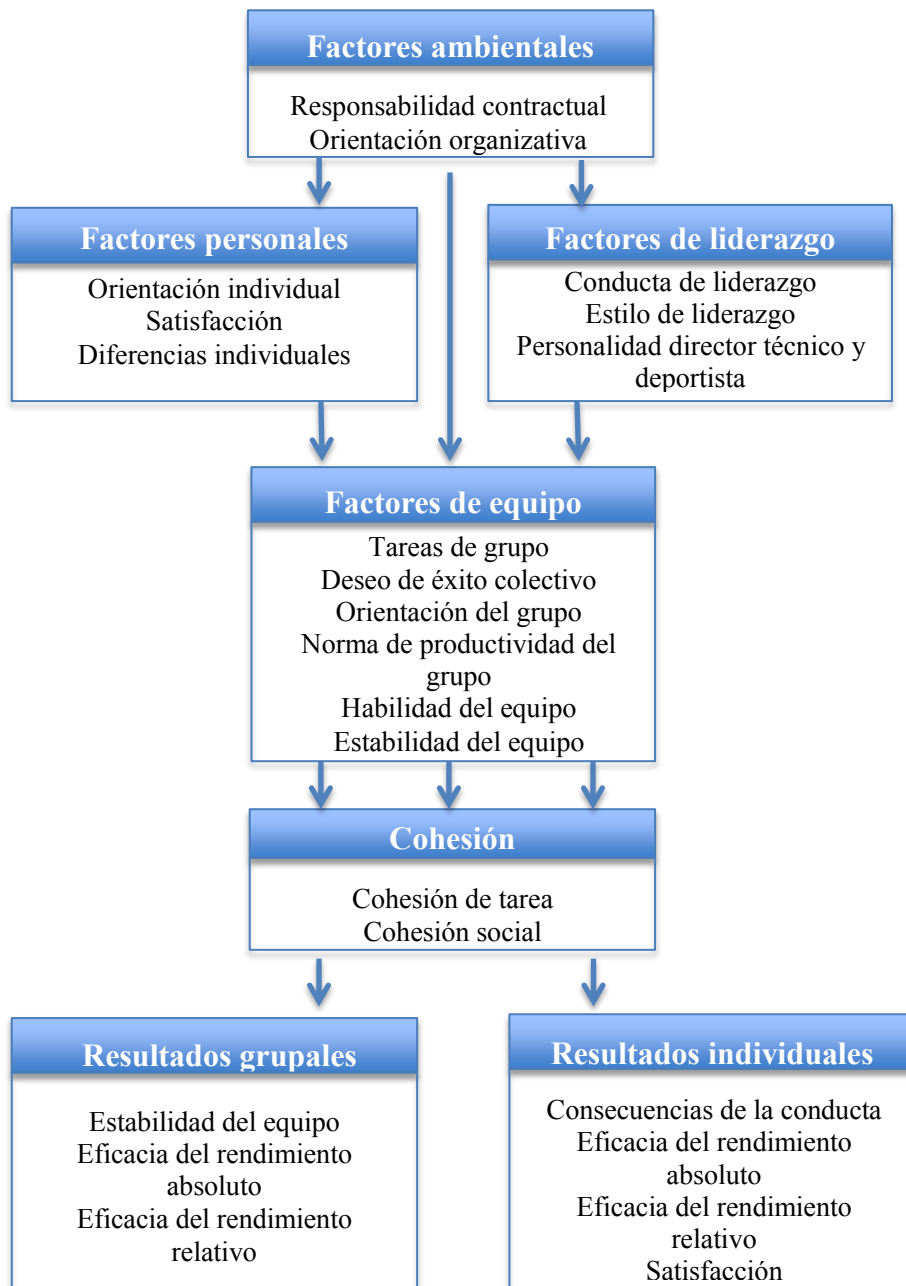 Factores ambientales
Responsabilidad contractual
Orientación organizativa
Factores personales
Orientación individual
Satisfacción
Diferencias individuales
Factores de liderazgo
Conducta de liderazgo
Estilo de liderazgo
Personalidad director técnico y
deportista
Factores de equipo
Tareas de grupo
Deseo de éxito colectivo
Orientación del grupo
Norma de productividad del
grupo
Habilidad del equipo
Estabilidad del equipo
Cohesión
Cohesión de tarea
Cohesión social
Resultados grupales
Estabilidad del equipo
Eficacia del rendimiento
absoluto
Eficacia del rendimiento
relativo
Resultados individuales
Consecuencias de la conducta
Eficacia del rendimiento
absoluto
Eficacia del rendimiento
relativo
Satisfacción